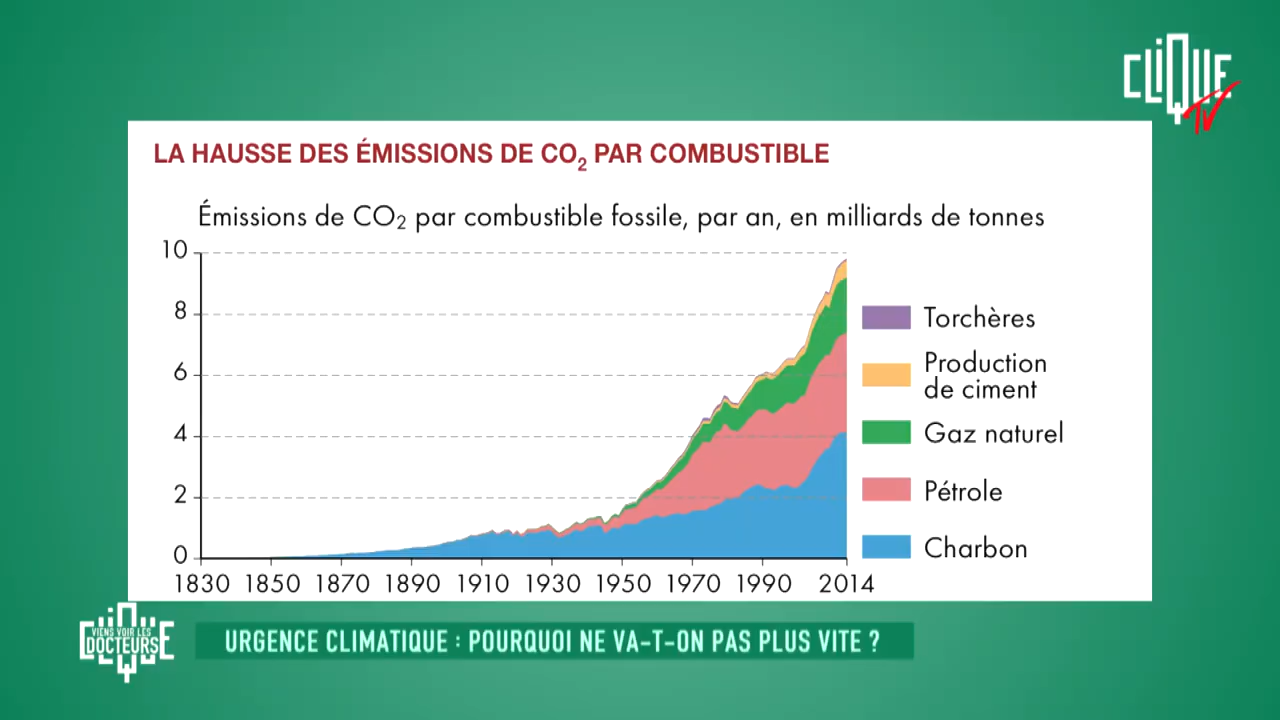 CLIQUE
TV
LA HAUSSE DES ÉMISSIONS DE CO₂ PAR COMBUSTIBLE
Émissions de CO₂ par combustible fossile, par an, en milliards de tonnes
10
8
6
4
2
0
1830 1850 1870 1890 1910 1930 1950 1970 1990 2014
Torchères
Production
de ciment
Gaz naturel
Pétrole
Charbon
CLIQUE
VIENS VOIR LES
DOCTEURS
URGENCE CLIMATIQUE : POURQUOI NE VA-T-ON PAS PLUS VITE ?